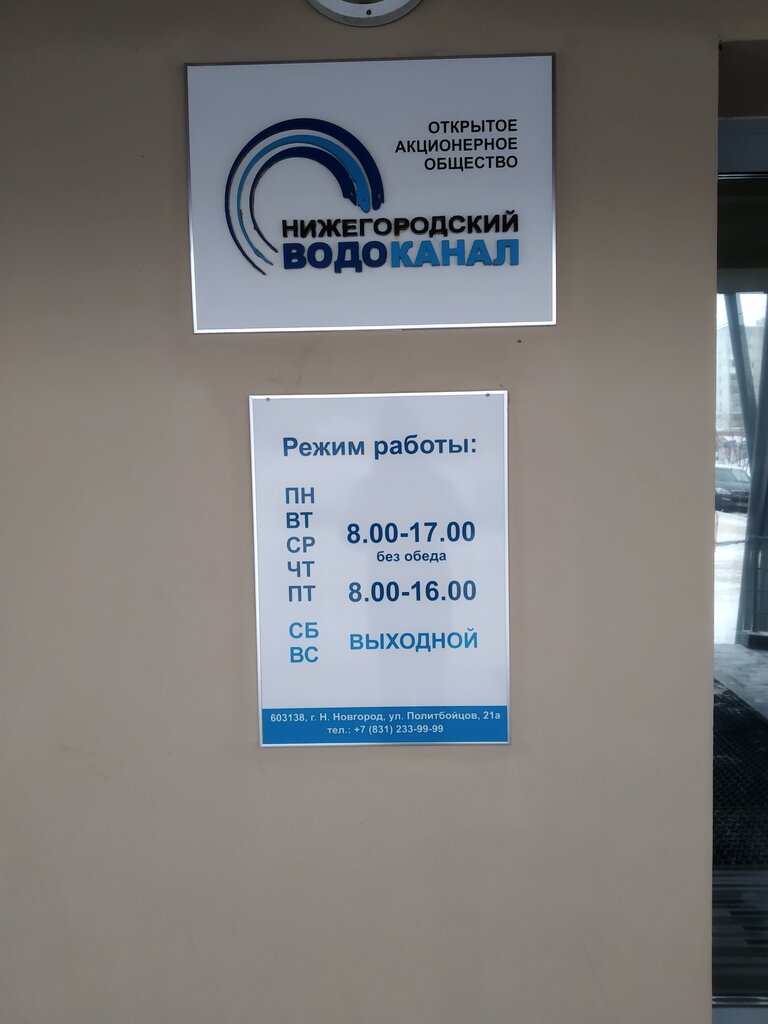 ОТКРЫТОЕ
АКЦИОНЕРНОЕ
ОБЩЕСТВО
НИЖЕГОРОДСКИЙ
ВОДОКАНАЛ
Режим работы:
ПН
ВТ
СР
ЧТ
8.00-17.00
без обеда
ПТ 8.00-16.00
СБ
ВС
ВЫХОДНОЙ
603138, г. Н. Новгород, ул. Политбойцов, 21а
тел.: +7 (831) 233-99-99